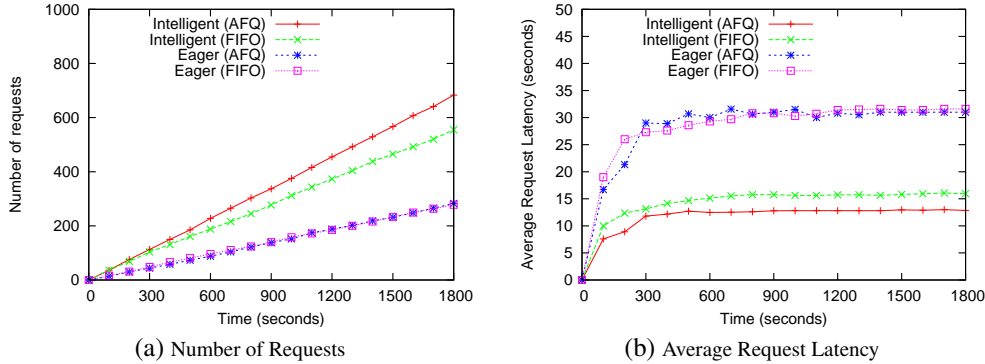 1000
800
600
400
200
0
Number of requests
Intelligent (AFQ)
Intelligent (FIFO)
Eager (AFQ)
Eager (FIFO)
0 300 600 900 1200 1500 1800
Time (seconds)
(a) Number of Requests
50
45
40
35
30
25
20
15
10
5
0
Average Request Latency (seconds)
Intelligent (AFQ)
Intelligent (FIFO)
Eager (AFQ)
Eager (FIFO)
0 300 600 900 1200 1500 1800
Time (seconds)
(b) Average Request Latency